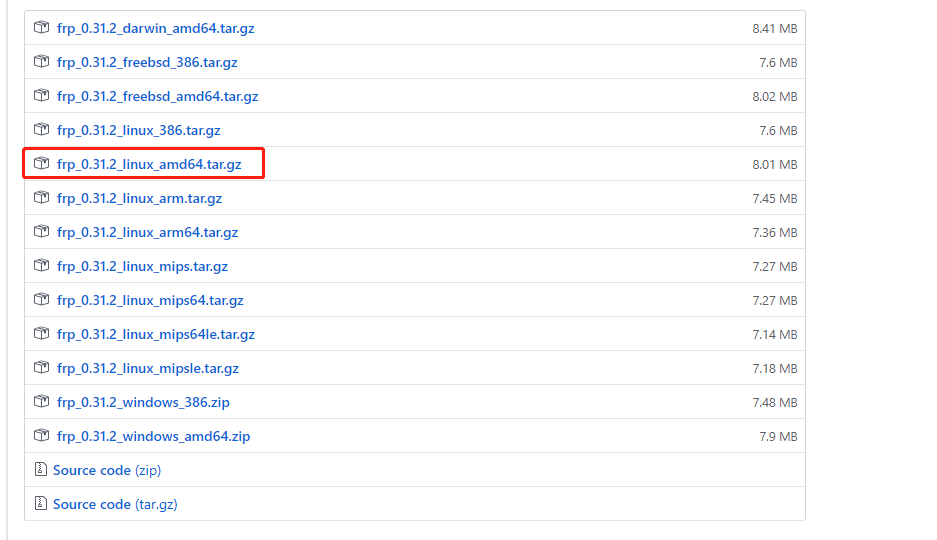 frp_0.31.2_darwin_amd64.tar.gz 8.41 MB
frp_0.31.2_freebsd_386.tar.gz 7.6 MB
frp_0.31.2_freebsd_amd64.tar.gz 8.02 MB
frp_0.31.2_linux_386.tar.gz 7.6 MB
frp_0.31.2_linux_amd64.tar.gz 8.01 MB
frp_0.31.2_linux_arm.tar.gz 7.45 MB
frp_0.31.2_linux_arm64.tar.gz 7.36 MB
frp_0.31.2_linux_mips.tar.gz 7.27 MB
frp_0.31.2_linux_mips64.tar.gz 7.27 MB
frp_0.31.2_linux_mips64le.tar.gz 7.14 MB
frp_0.31.2_linux_mipsle.tar.gz 7.18 MB
frp_0.31.2_windows_386.zip 7.48 MB
frp_0.31.2_windows_amd64.zip 7.9 MB
Source code (zip)
Source code (tar.gz)